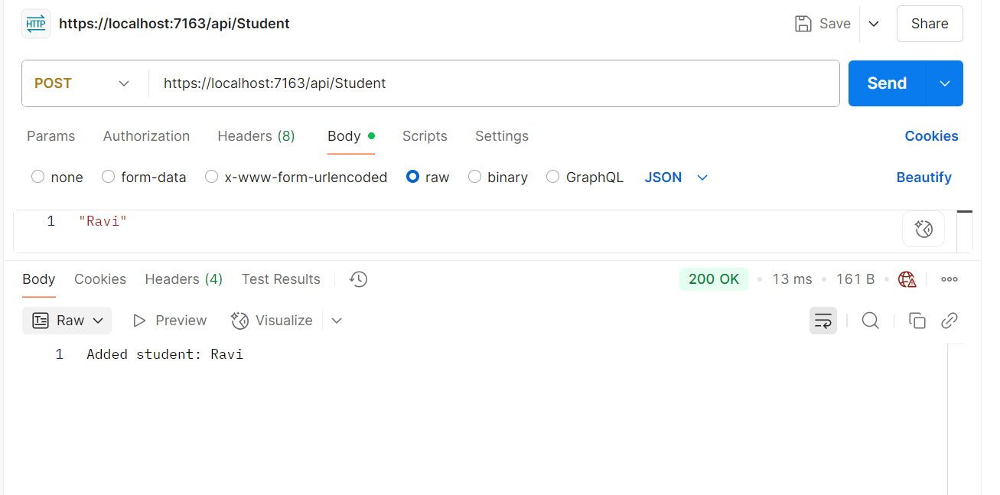 HTTP https://localhost:7163/api/Student Save Share
POST https://localhost:7163/api/Student Send
Params Authorization Headers (8) Body Scripts Settings Cookies
none form-data x-www-form-urlencoded raw binary GraphQL JSON Beautify
1 "Ravi"
Body Cookies Headers (4) Test Results 200 OK • 13 ms • 161 B •
Raw Preview Visualize
1 Added student: Ravi